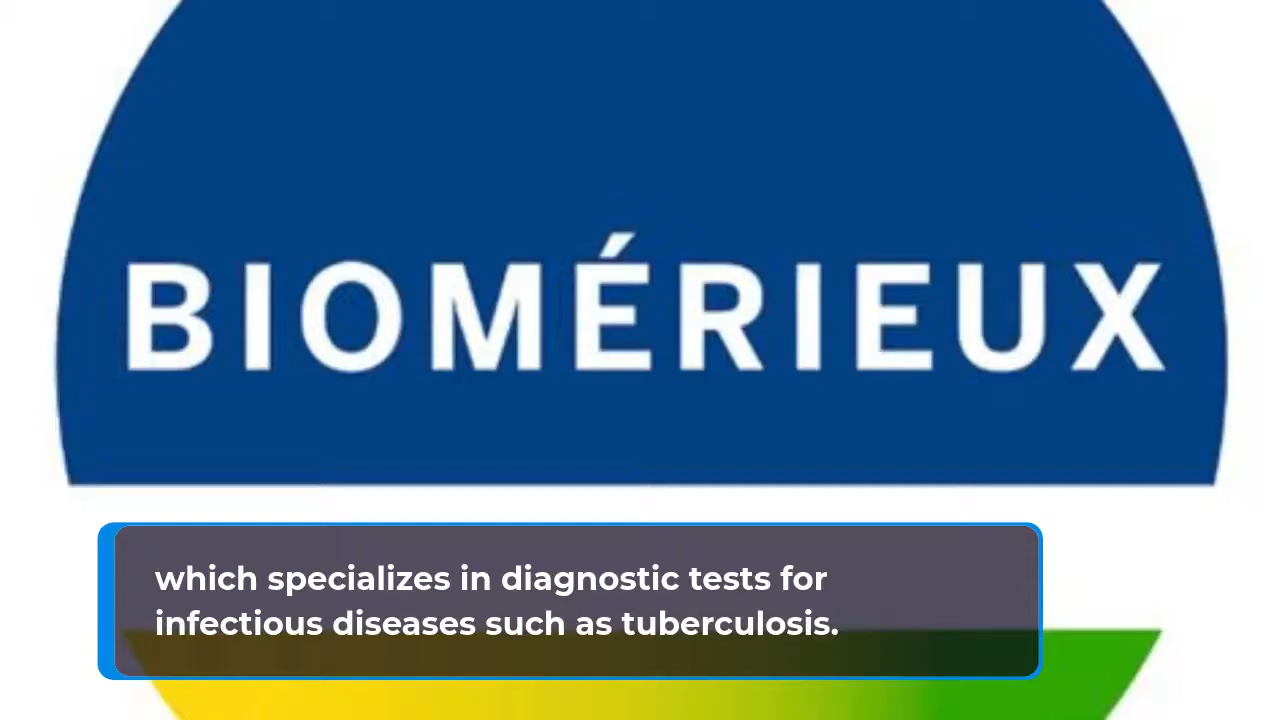 BIOMÉRIEUX
which specializes in diagnostic tests for
infectious diseases such as tuberculosis.